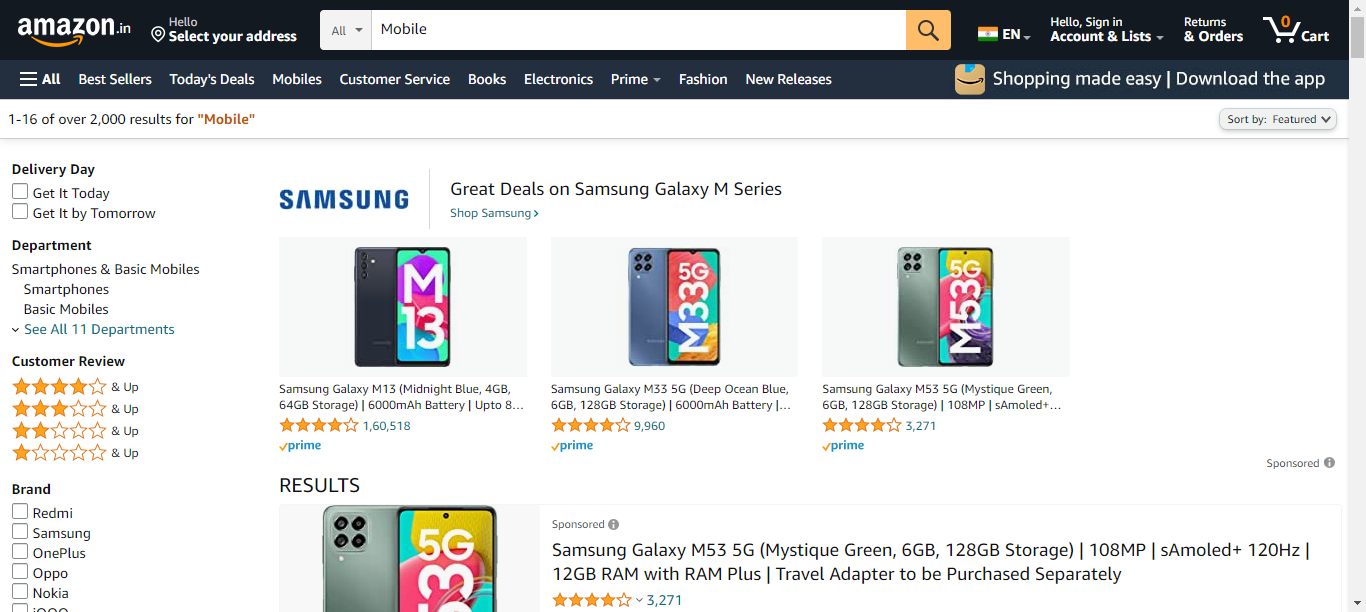 amazon.in
Hello
Select your address
All
Mobile
EN
Hello, Sign in
Account & Lists
Returns
& Orders
0
Cart
All
Best Sellers
Today's Deals
Mobiles
Customer Service
Books
Electronics
Prime
Fashion
New Releases
Shopping made easy | Download the app
1-16 of over 2,000 results for "Mobile"
Sort by: Featured
Delivery Day
Get It Today
Get It by Tomorrow
Department
Smartphones & Basic Mobiles
Smartphones
Basic Mobiles
See All 11 Departments
Customer Review
& Up
& Up
& Up
& Up
Brand
Redmi
Samsung
OnePlus
Oppo
Nokia
iQOO
SAMSUNG
Great Deals on Samsung Galaxy M Series
Shop Samsung
M
13
Samsung Galaxy M13 (Midnight Blue, 4GB,
64GB Storage) | 6000mAh Battery | Upto 8...
1,60,518
prime
5G
M33
Samsung Galaxy M33 5G (Deep Ocean Blue,
6GB, 128GB Storage) | 6000mAh Battery |...
9,960
prime
5G
M53
Samsung Galaxy M53 5G (Mystique Green,
6GB, 128GB Storage) | 108MP | sAmoled+...
3,271
prime
Sponsored
RESULTS
5G
Sponsored
Samsung Galaxy M53 5G (Mystique Green, 6GB, 128GB Storage) | 108MP | sAmoled+ 120Hz |
12GB RAM with RAM Plus | Travel Adapter to be Purchased Separately
3,271